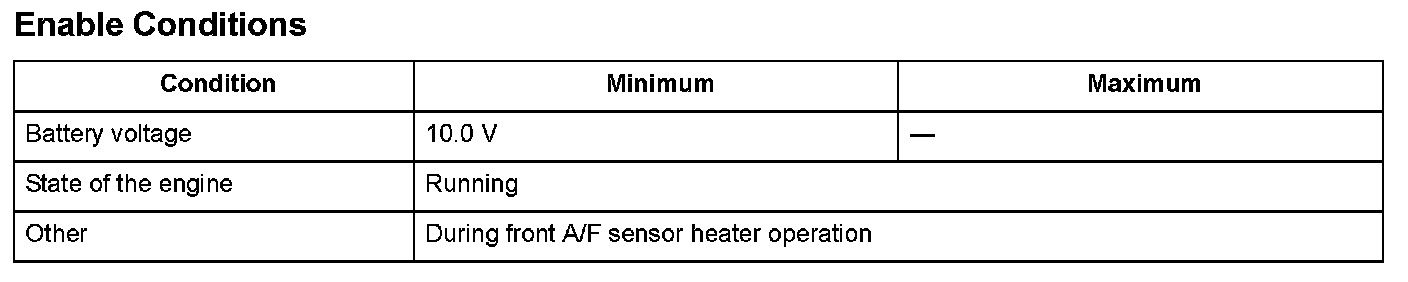 Enable Conditions
Condition Minimum Maximum
Battery voltage 10.0 V —
State of the engine Running
Other During front A/F sensor heater operation